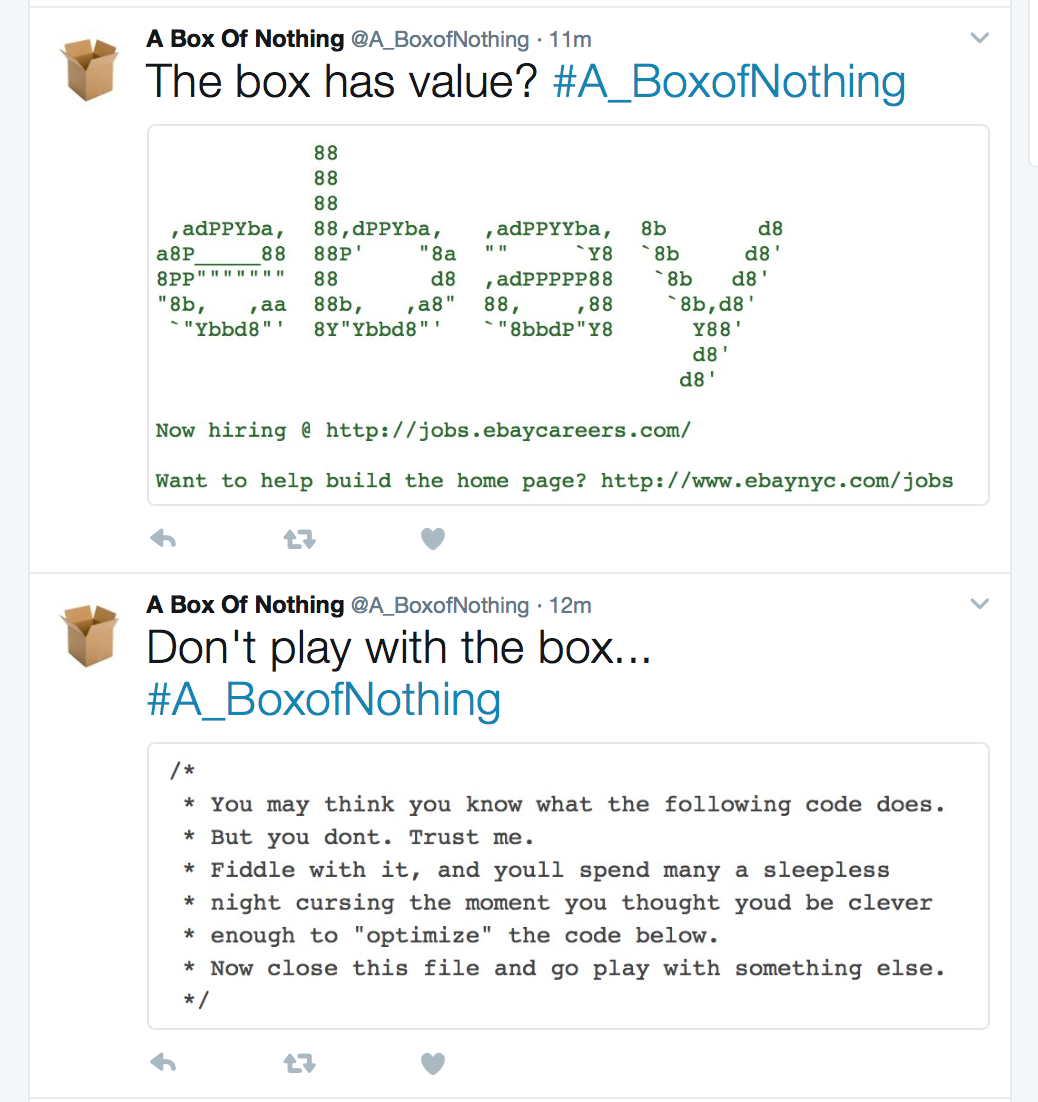 A Box Of Nothing @A_BoxofNothing · 11m
The box has value? #A_BoxofNothing
            88
            88
            88
 ,adPPYba,  88,dPPYba,   ,adPPYYba,  8b       d8
a8P_____88  88P'    "8a  ""     `Y8  `8b     d8'
8PP"""""""  88       d8  ,adPPPPP88   `8b   d8'
"8b,   ,aa  88b,   ,a8"  88,    ,88    `8b,d8'
 `"Ybbd8"'  8Y"Ybbd8"'   `"8bbdP"Y8      Y88'
                                         d8'
                                        d8'
Now hiring @ http://jobs.ebaycareers.com/
Want to help build the home page? http://www.ebaynyc.com/jobs
A Box Of Nothing @A_BoxofNothing · 12m
Don't play with the box...
#A_BoxofNothing
/*
 * You may think you know what the following code does.
 * But you dont. Trust me.
 * Fiddle with it, and youll spend many a sleepless
 * night cursing the moment you thought youd be clever
 * enough to "optimize" the code below.
 * Now close this file and go play with something else.
 */